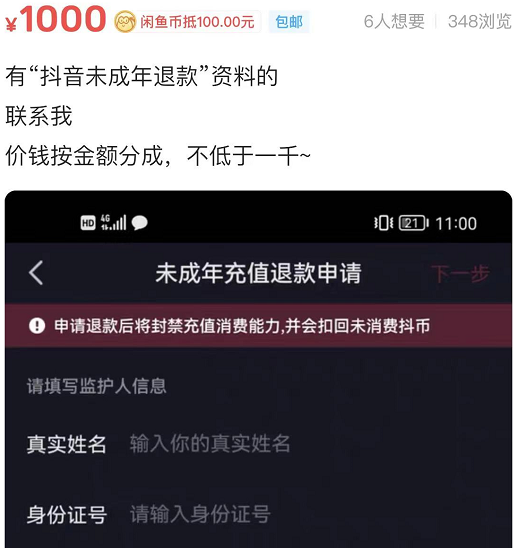 ¥1000 闲鱼币抵100.00元 包邮 6人想要 348浏览
有“抖音未成年退款”资料的
联系我
价钱按金额分成，不低于一千~
HD 4G 21 11:00
未成年充值退款申请 下一步
申请退款后将封禁充值消费能力,并会扣回未消费抖币
请填写监护人信息
真实姓名 输入你的真实姓名
身份证号 请输入身份证号